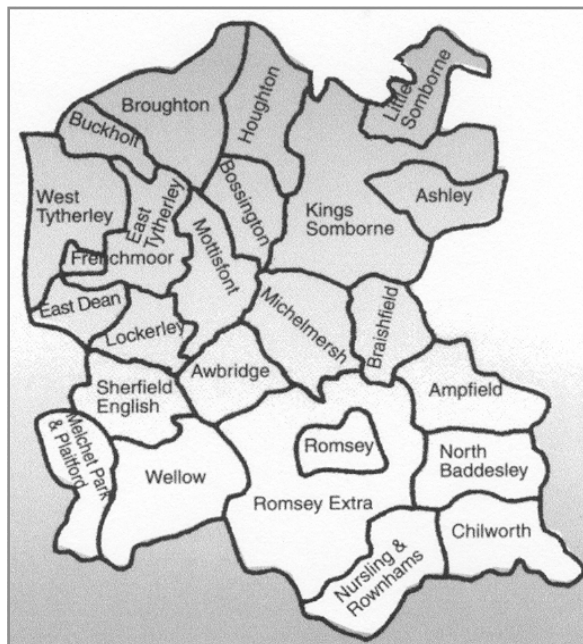 Broughton
Houghton
Little
Somborne
Buckholt
West
Tytherley
East
Tytherley
Bossington
Kings
Somborne
Ashley
Mottisfont
Frenchmoor
East Dean
Lockerley
Michelmersh
Braishfield
Awbridge
Sherfield
English
Ampfield
Melchet Park
& Plaitford
Wellow
Romsey
North
Baddesley
Romsey Extra
Chilworth
Nursling &
Rownhams